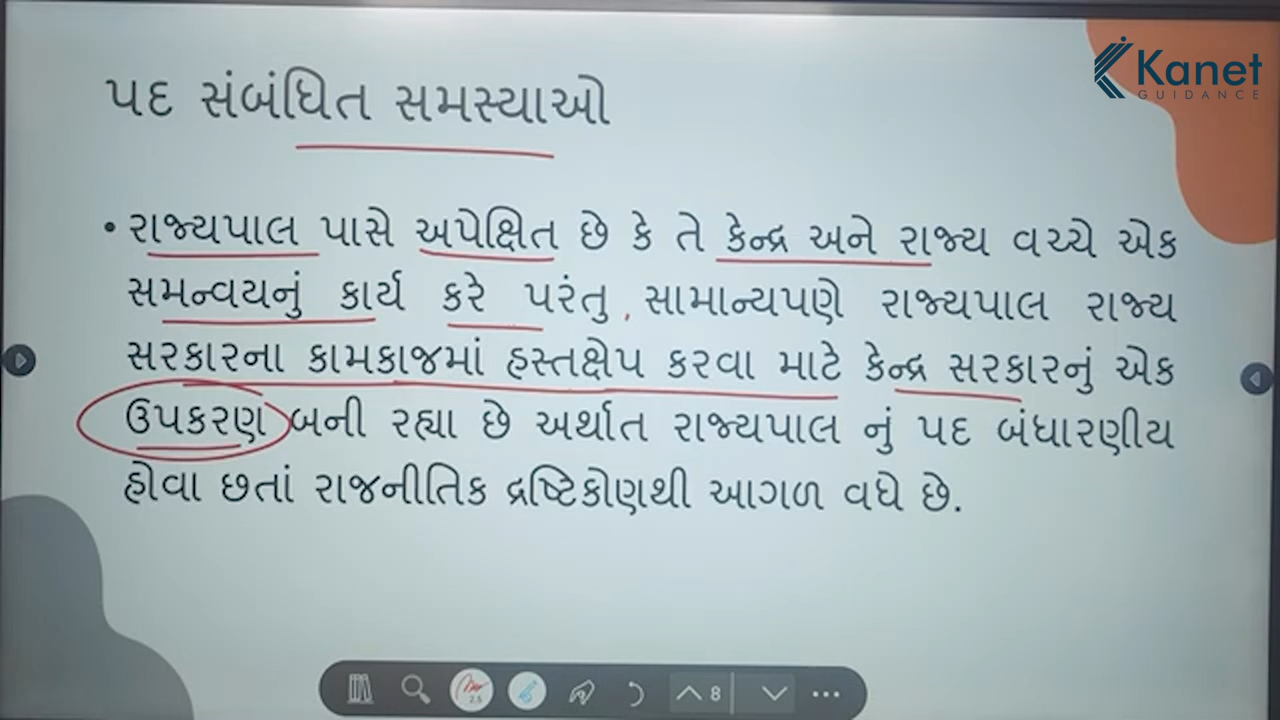 Kanet
GUIDANCE
પદ સંબંધિત સમસ્યાઓ
• રાજ્યપાલ પાસે અપેક્ષિત છે કે તે કેન્દ્ર અને રાજ્ય વચ્ચે એક
સમન્વયનું કાર્ય કરે પરંતુ , સામાન્યપણે રાજ્યપાલ રાજ્ય
સરકારના કામકાજમાં હસ્તક્ષેપ કરવા માટે કેન્દ્ર સરકારનું એક
ઉપકરણ બની રહ્યા છે અર્થાત રાજ્યપાલ નું પદ બંધારણીય
હોવા છતાં રાજનીતિક દ્રષ્ટિકોણથી આગળ વધે છે.
2.5
8